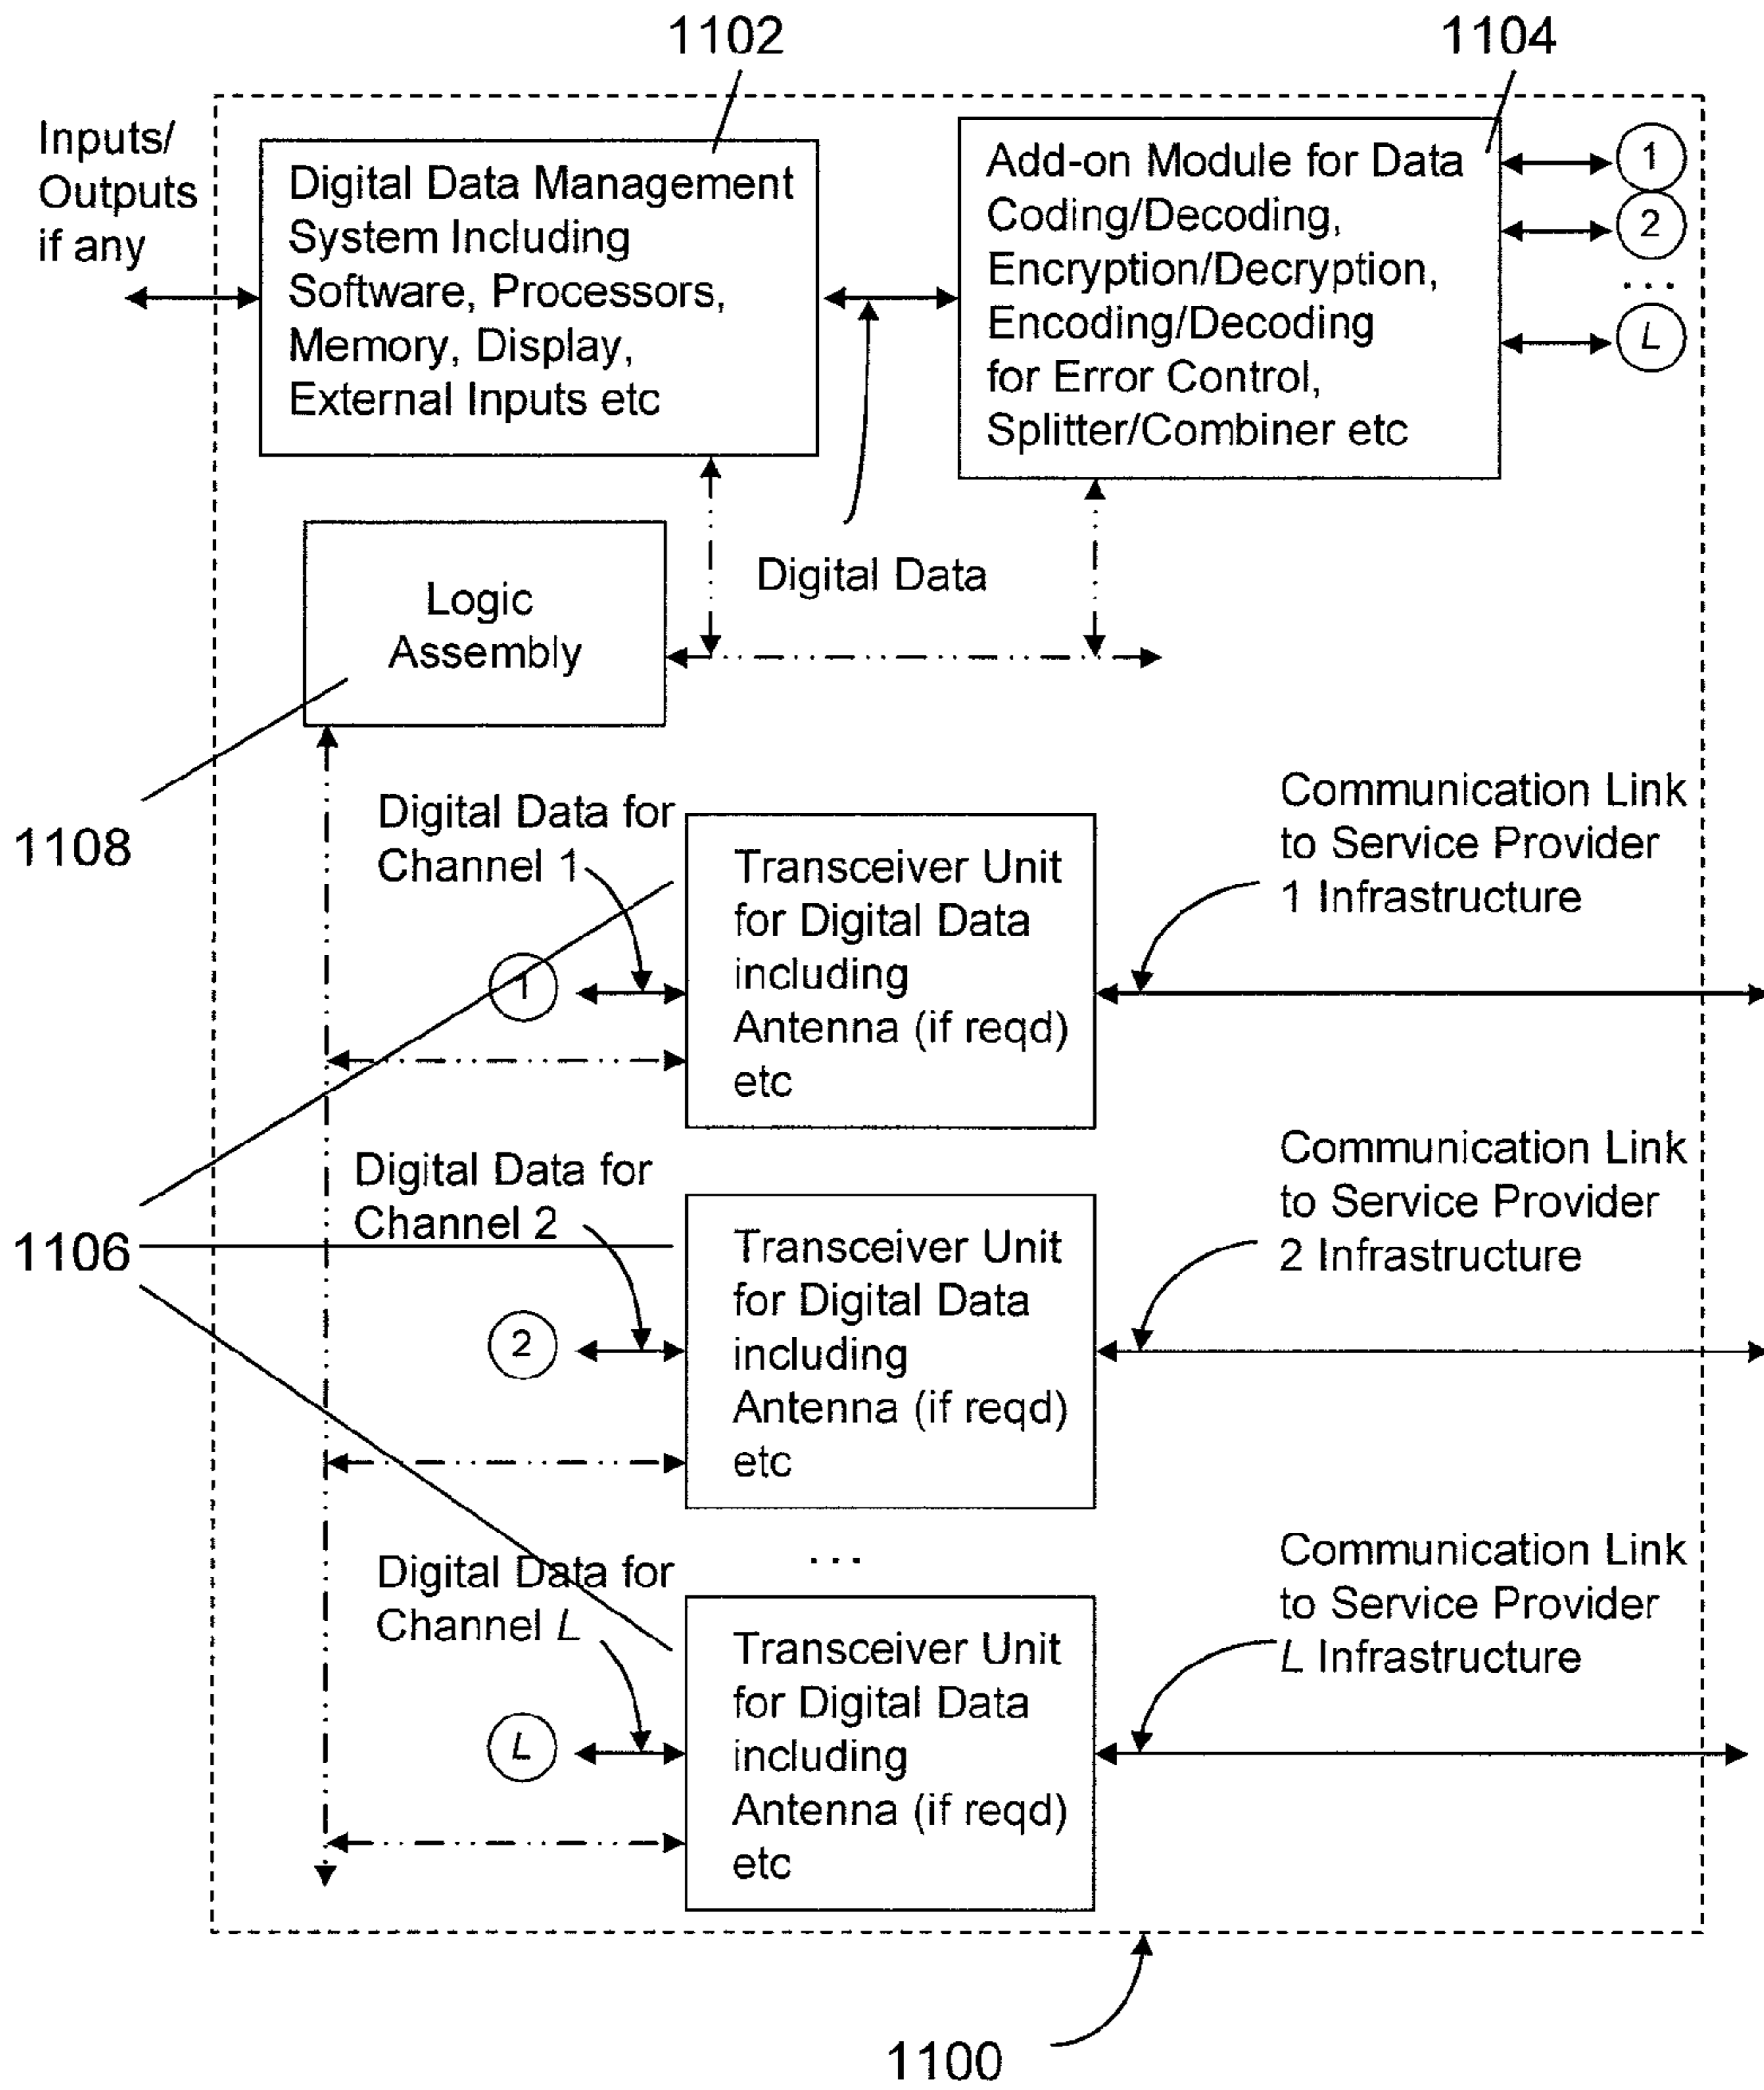 1102
1104
Inputs/
Outputs
if any
Digital Data Management
System Including
Software, Processors,
Memory, Display,
External Inputs etc
Add-on Module for Data
Coding/Decoding,
Encryption/Decryption,
Encoding/Decoding
for Error Control,
Splitter/Combiner etc
1
2
...
L
Digital Data
Logic
Assembly
1108
Digital Data for
Channel 1
1
Transceiver Unit
for Digital Data
including
Antenna (if reqd)
etc
Communication Link
to Service Provider
1 Infrastructure
1106
Digital Data for
Channel 2
2
Transceiver Unit
for Digital Data
including
Antenna (if reqd)
etc
Communication Link
to Service Provider
2 Infrastructure
...
Digital Data for
Channel L
L
Transceiver Unit
for Digital Data
including
Antenna (if reqd)
etc
Communication Link
to Service Provider
L Infrastructure
1100